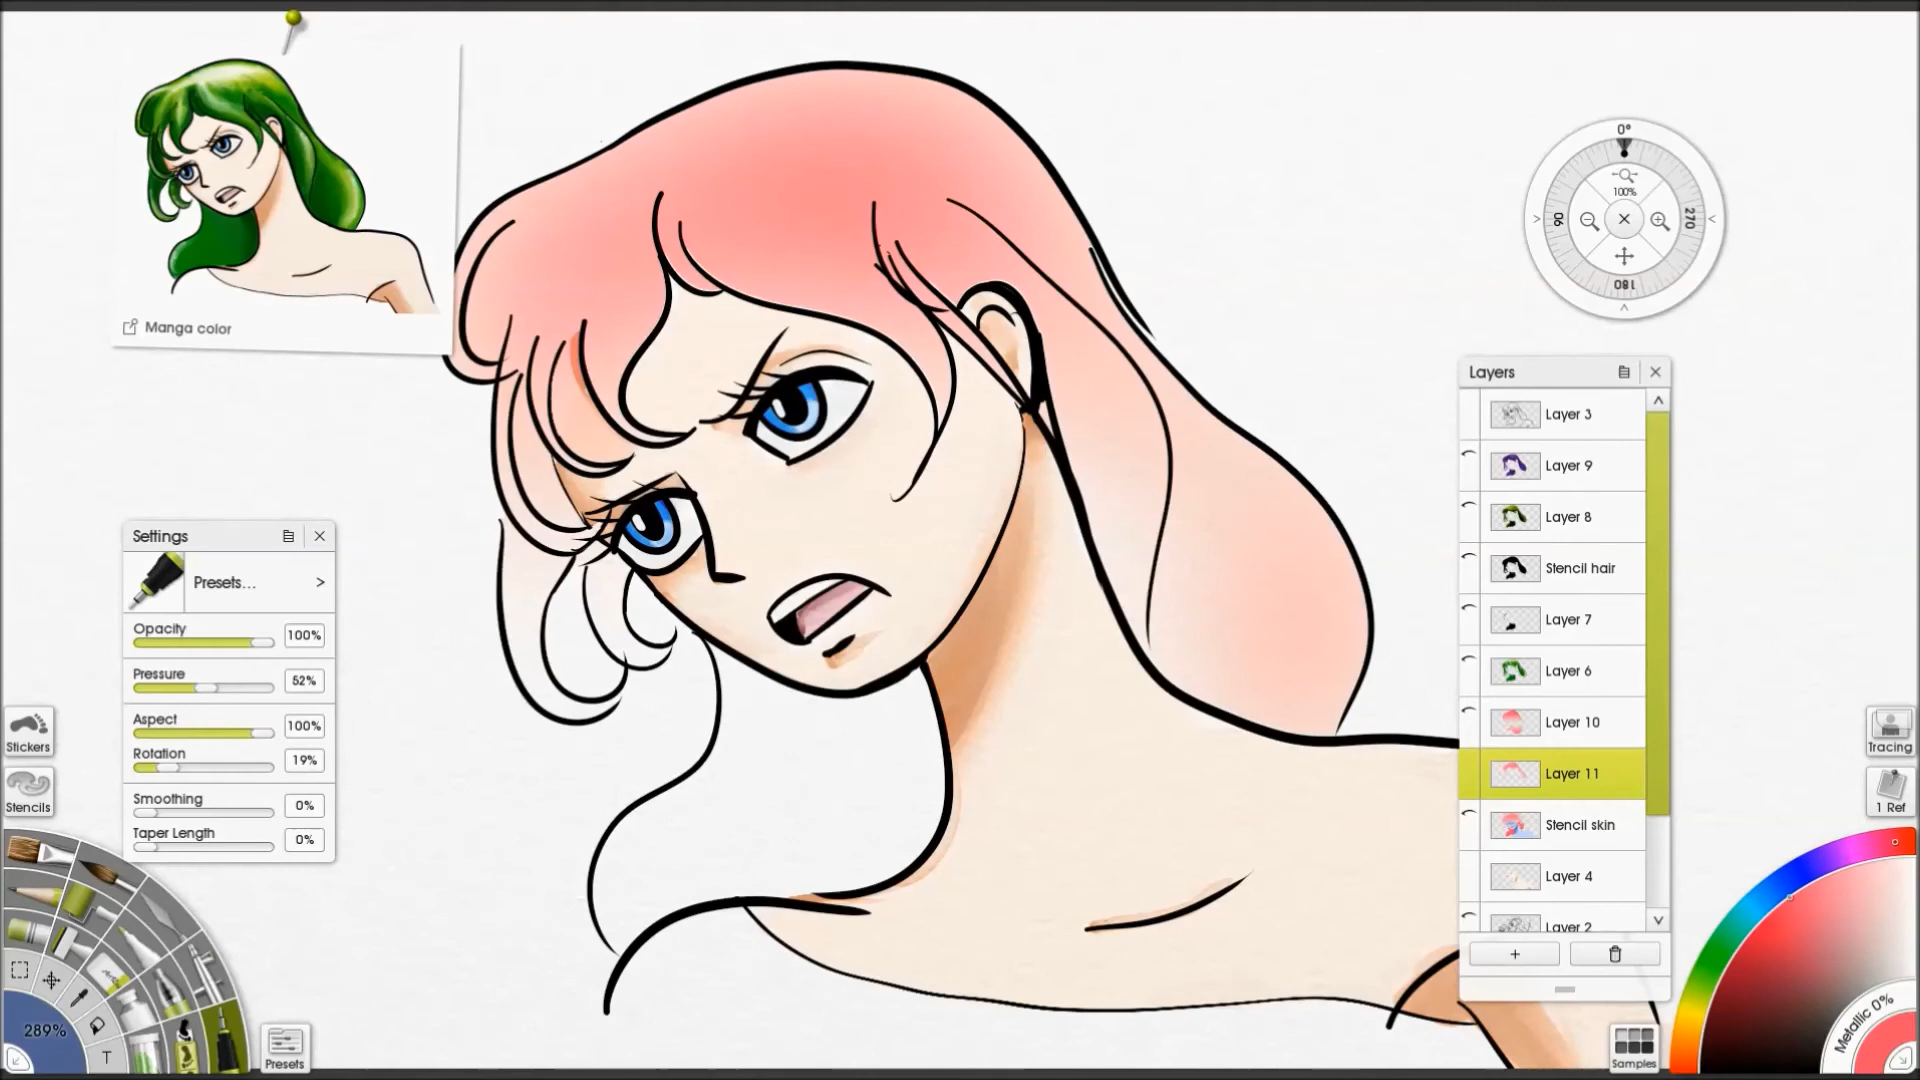 Manga color
0°
100%
90
270
180
Layers
Layer 3
Layer 9
Layer 8
Stencil hair
Layer 7
Layer 6
Layer 10
Layer 11
Stencil skin
Layer 4
Layer 2
+
Settings
Presets...
Opacity
100%
Pressure
52%
Aspect
100%
Rotation
19%
Smoothing
0%
Taper Length
0%
Stickers
Stencils
289%
T
Presets
Tracing
1 Ref
Metallic 0%
Samples